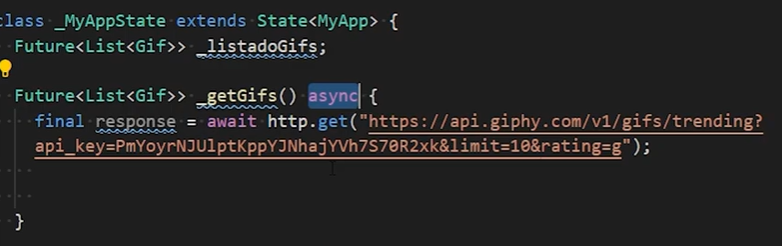 class _MyAppState extends State<MyApp> {
Future<List<Gif>> _listadoGifs;
Future<List<Gif>> _getGifs() async {
final response = await http.get("https://api.giphy.com/v1/gifs/trending?
api_key=PmYoyrNJUlptKppYJNhajYVh7S70R2xk&limit=10&rating=g");
}